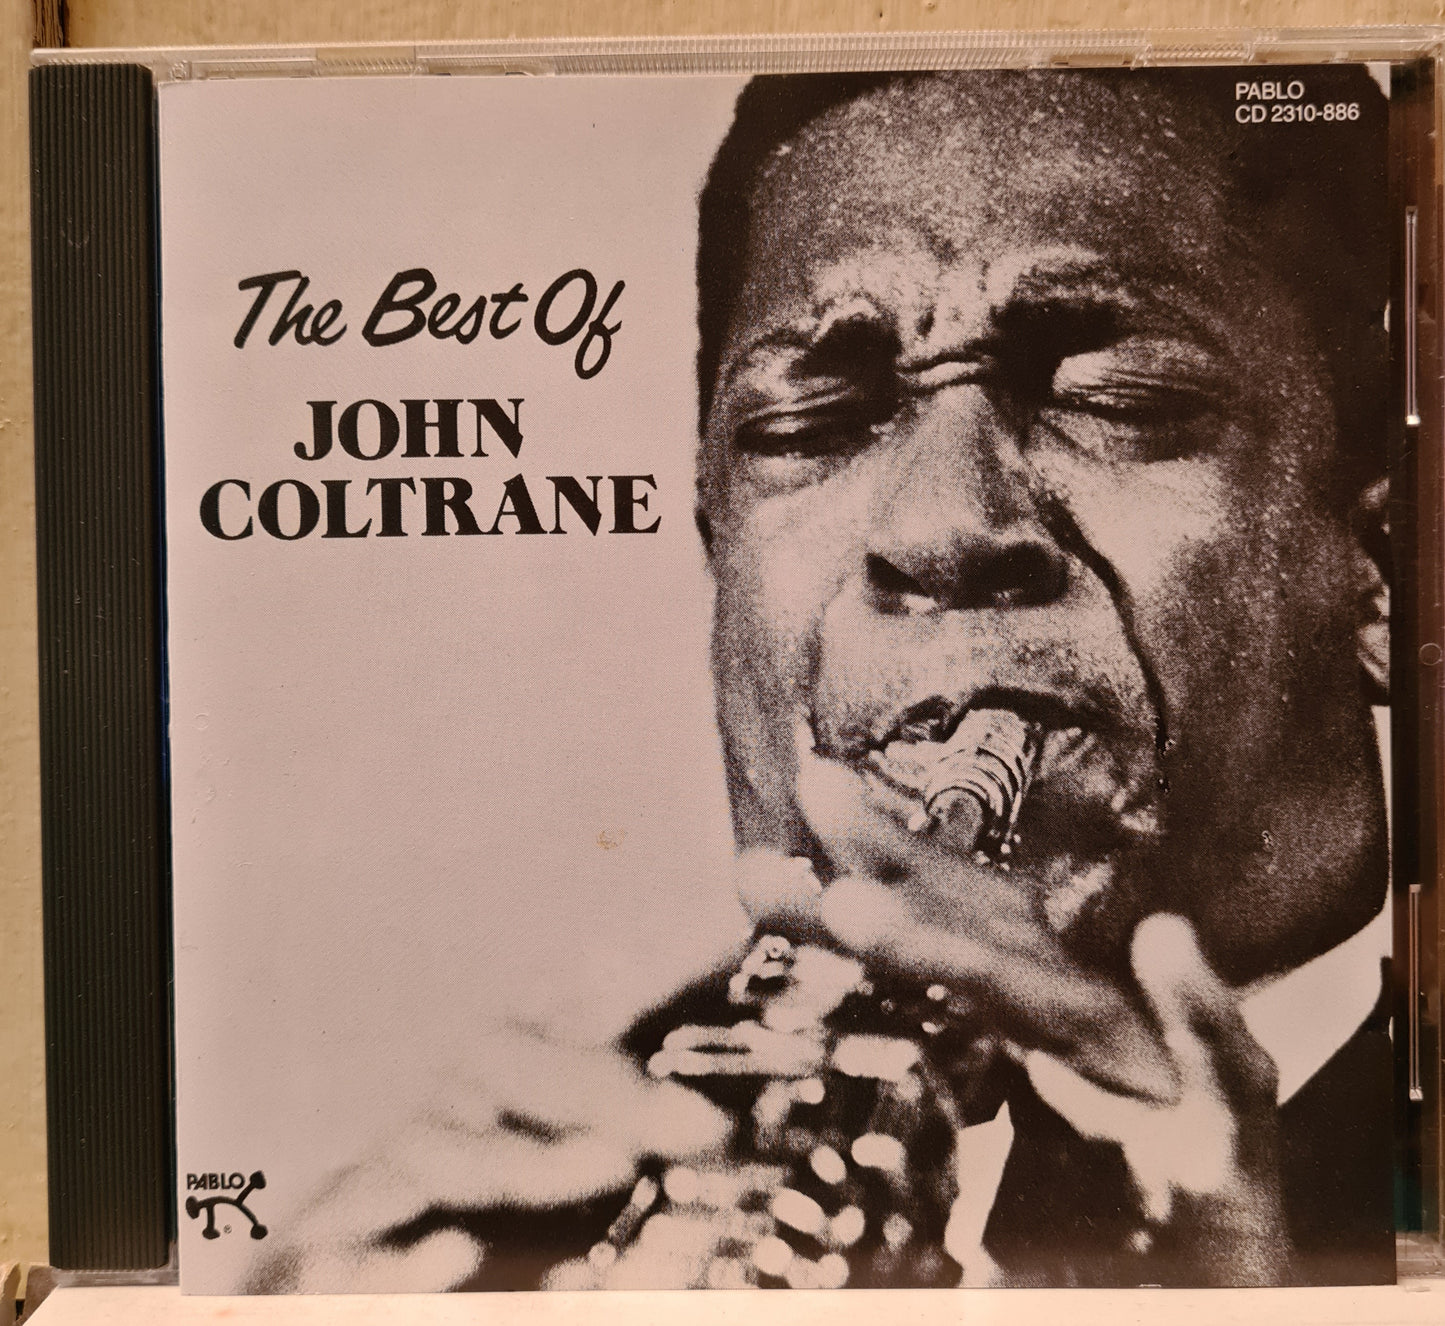 PABLO
CD 2310-886
The Best Of
JOHN
COLTRANE
PABLO
®